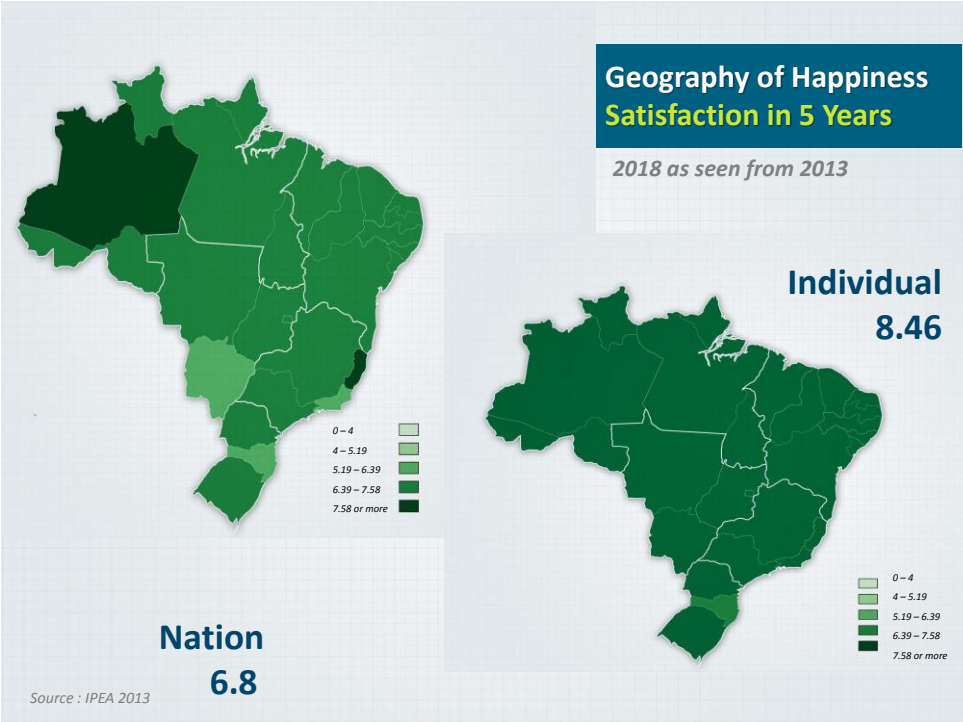 Geography of Happiness
Satisfaction in 5 Years
2018 as seen from 2013
Individual
8.46
0 – 4
4 – 5.19
5.19 – 6.39
6.39 – 7.58
7.58 or more
0 – 4
4 – 5.19
5.19 – 6.39
6.39 – 7.58
7.58 or more
Nation
6.8
Source : IPEA 2013